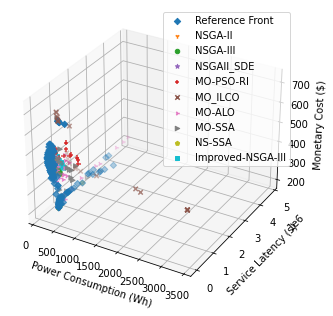 Reference Front
NSGA-II
NSGA-III
NSGAII_SDE
MO-PSO-RI
MO_ILCO
MO-ALO
MO-SSA
NS-SSA
Improved-NSGA-III
700
600
500
400
300
200
Monetary Cost ($)
0
500
1000
1500
2000
2500
3000
3500
Power Consumption (Wh)
0
1
2
3
4
5
1e6
Service Latency (s)